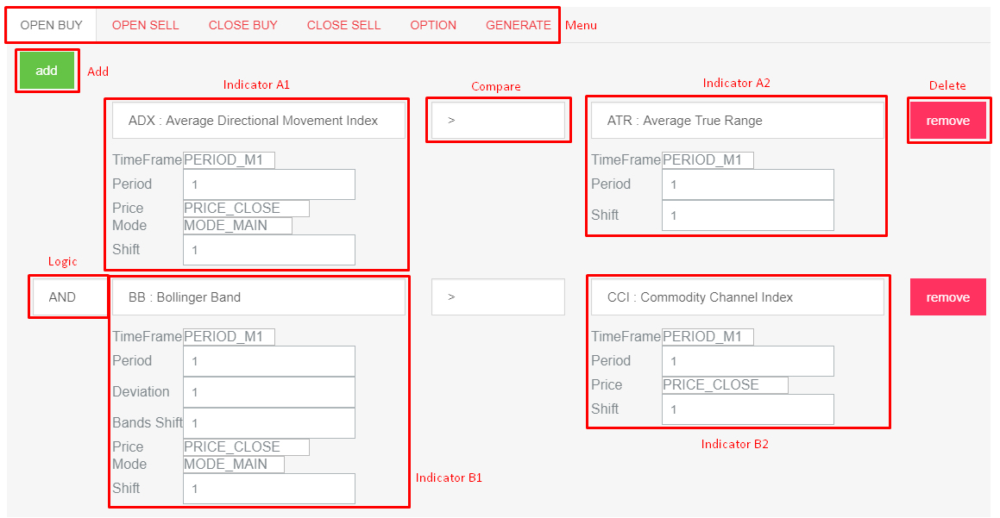 OPEN BUY OPEN SELL CLOSE BUY CLOSE SELL OPTION GENERATE Menu
add Add
Indicator A1 Compare Indicator A2 Delete
ADX : Average Directional Movement Index > ATR : Average True Range remove
TimeFrame PERIOD_M1 TimeFrame PERIOD_M1
Period 1 Period 1
Price PRICE_CLOSE Shift 1
Mode MODE_MAIN
Shift 1
Logic
AND BB : Bollinger Band > CCI : Commodity Channel Index remove
TimeFrame PERIOD_M1 TimeFrame PERIOD_M1
Period 1 Period 1
Deviation 1 Price PRICE_CLOSE
Bands Shift 1 Shift 1
Price PRICE_CLOSE Indicator B2
Mode MODE_MAIN
Shift 1 Indicator B1